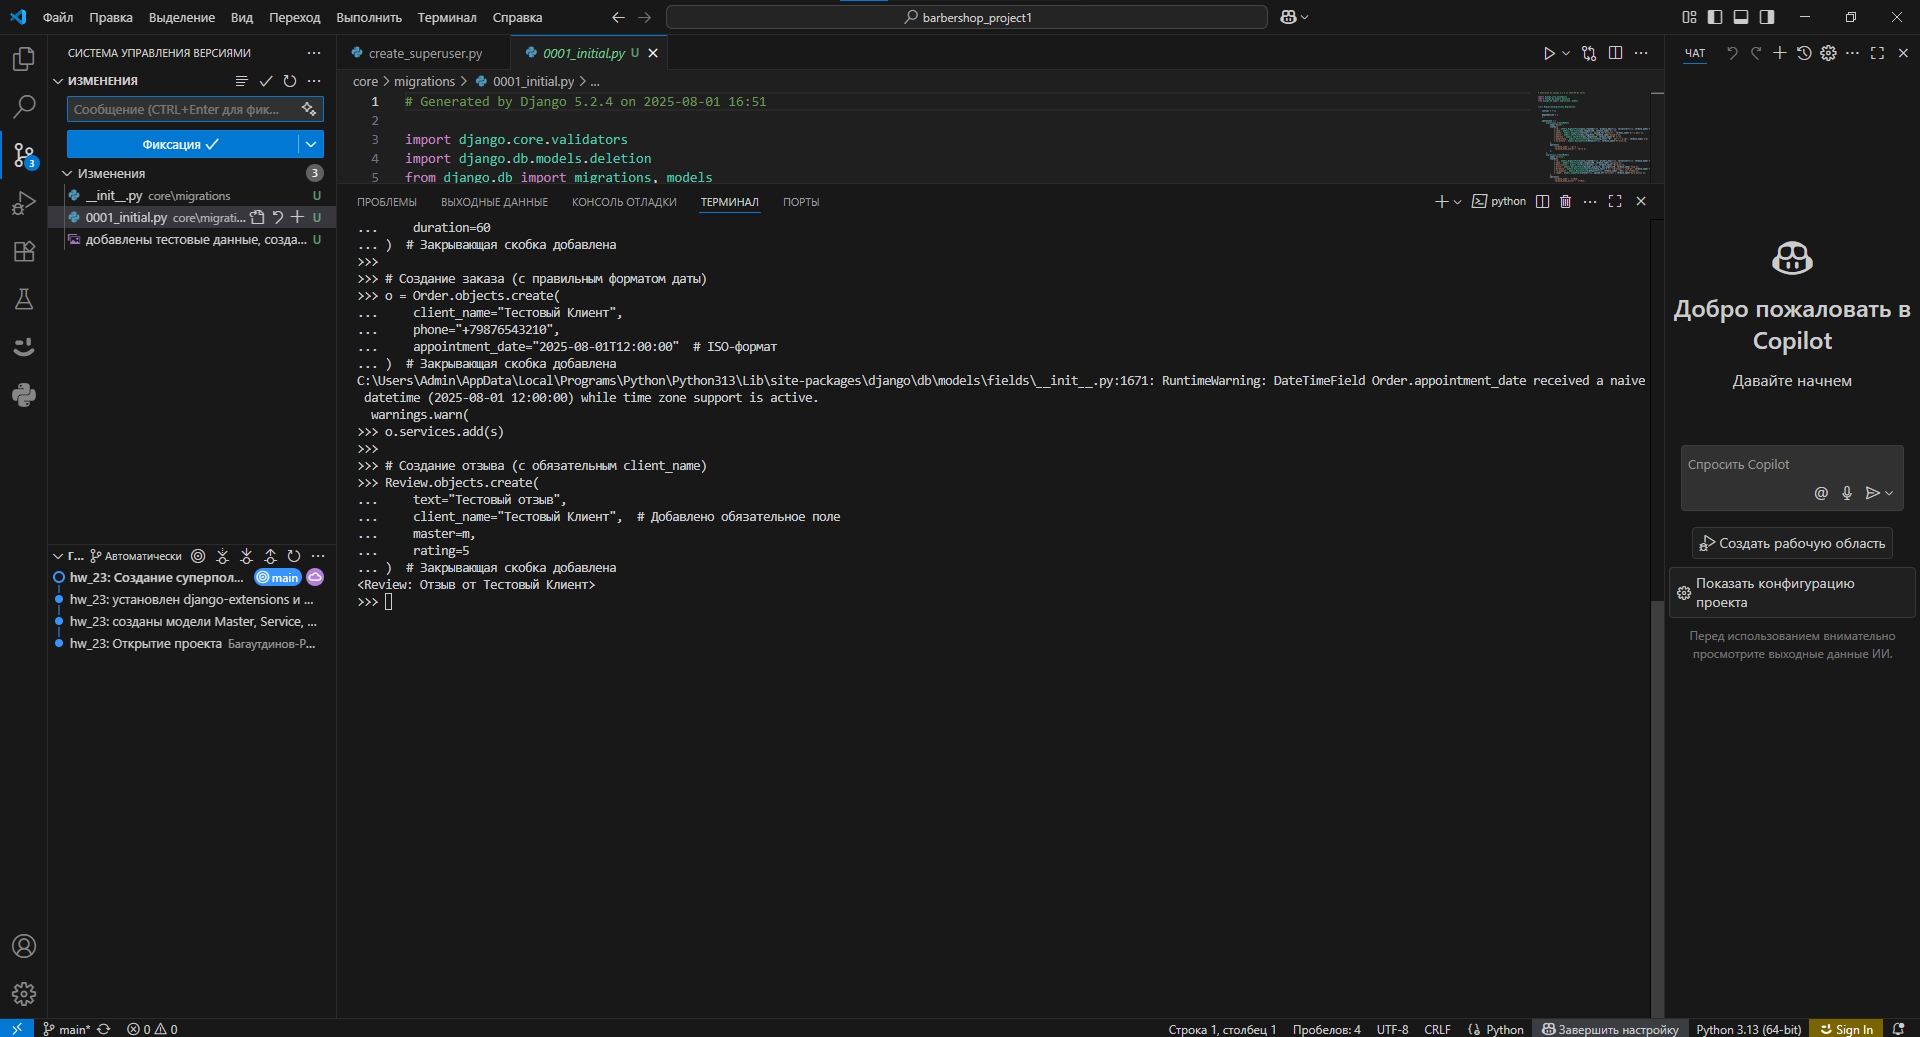 Файл Правка Выделение Вид Переход Выполнить Терминал Справка
barbershop_project1
СИСТЕМА УПРАВЛЕНИЯ ВЕРСИЯМИ
ИЗМЕНЕНИЯ
Сообщение (CTRL+Enter для фик...
Фиксация
Изменения 3
__init__.py core\migrations U
0001_initial.py core\migrati... U
добавлены тестовые данные, созда... U
3
Г... Автоматически
hw_23: Создание суперпол... main
hw_23: установлен django-extensions и ...
hw_23: созданы модели Master, Service, ...
hw_23: Открытие проекта Багаутдинов-Р...
create_superuser.py
0001_initial.py U
core > migrations > 0001_initial.py > ...
1 # Generated by Django 5.2.4 on 2025-08-01 16:51
2
3 import django.core.validators
4 import django.db.models.deletion
5 from django.db import migrations, models
ПРОБЛЕМЫ ВЫХОДНЫЕ ДАННЫЕ КОНСОЛЬ ОТЛАДКИ ТЕРМИНАЛ ПОРТЫ
python
... duration=60
... ) # Закрывающая скобка добавлена
>>>
>>> # Создание заказа (с правильным форматом даты)
>>> o = Order.objects.create(
... client_name="Тестовый Клиент",
... phone="+79876543210",
... appointment_date="2025-08-01T12:00:00" # ISO-формат
... ) # Закрывающая скобка добавлена
C:\Users\Admin\AppData\Local\Programs\Python\Python313\Lib\site-packages\django\db\models\fields\__init__.py:1671: RuntimeWarning: DateTimeField Order.appointment_date received a naive
datetime (2025-08-01 12:00:00) while time zone support is active.
warnings.warn(
>>> o.services.add(s)
>>>
>>> # Создание отзыва (с обязательным client_name)
>>> Review.objects.create(
... text="Тестовый отзыв",
... client_name="Тестовый Клиент", # Добавлено обязательное поле
... master=m,
... rating=5
... ) # Закрывающая скобка добавлена
<Review: Отзыв от Тестовый Клиент>
>>>
ЧАТ
Добро пожаловать в
Copilot
Давайте начнем
Спросить Copilot
Создать рабочую область
Показать конфигурацию
проекта
Перед использованием внимательно
просмотрите выходные данные ИИ.
main* 0 0
Строка 1, столбец 1 Пробелов: 4 UTF-8 CRLF Python Завершить настройку Python 3.13 (64-bit) Sign In